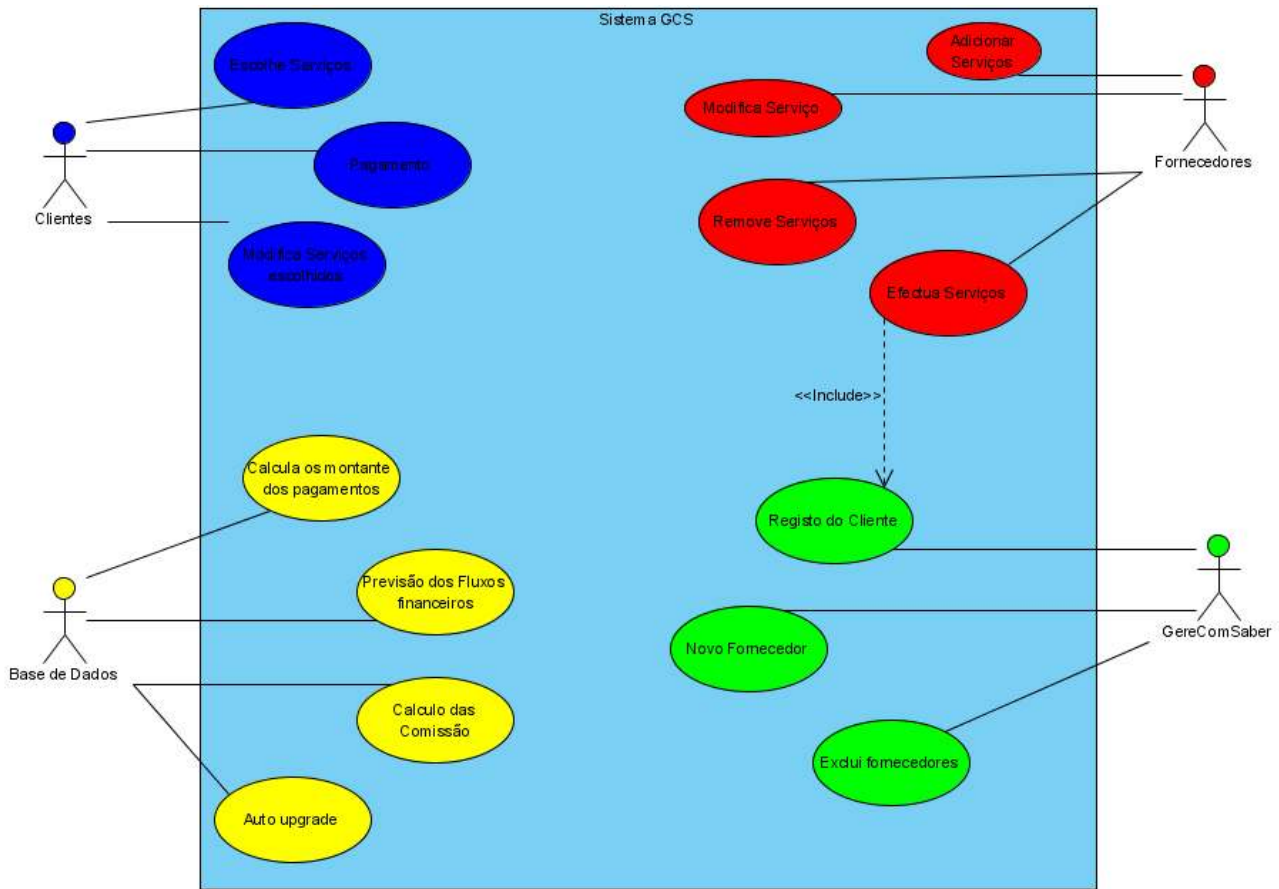 Sistema GCS
Escolhe Serviços
Pagamento
Modifica Serviços
escolhidos
Clientes
Adicionar
Serviços
Modifica Serviço
Remove Serviços
Efectua Serviços
Fornecedores
<<Include>>
Calcula os montante
dos pagamentos
Previsão dos Fluxos
financeiros
Calculo das
Comissão
Auto upgrade
Base de Dados
Registo do Cliente
Novo Fornecedor
Exclui fornecedores
GereComSaber